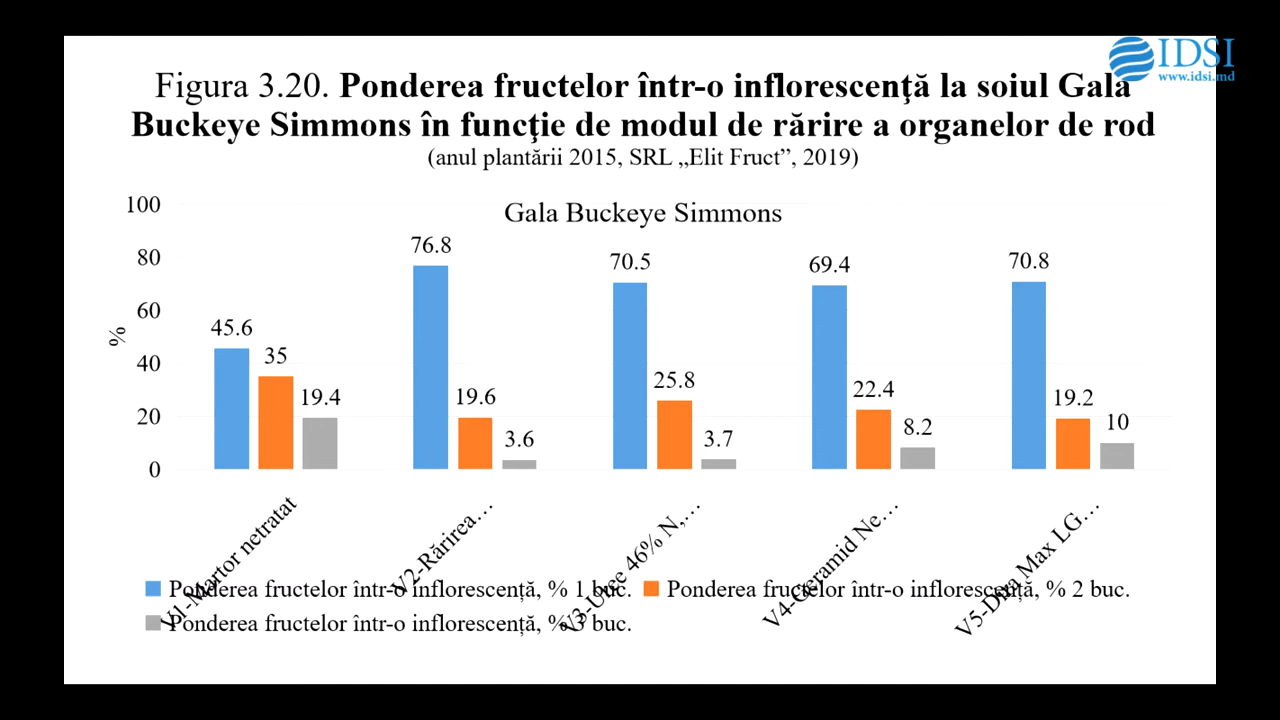 IDSI
www.idsi.md
Figura 3.20. Ponderea fructelor într-o inflorescenţă la soiul Gala
Buckeye Simmons în funcţie de modul de rărire a organelor de rod
(anul plantării 2015, SRL „Elit Fruct”, 2019)
Gala Buckeye Simmons
%
100
80
60
40
20
0
45.6
35
19.4
76.8
19.6
3.6
70.5
25.8
3.7
69.4
22.4
8.2
70.8
19.2
10
V1-Martor netratat
V2-Rărirea…
V3-Uree 46% N,…
V4-Geramid Ne…
V5-Dira Max LG…
Ponderea fructelor într-o inflorescență, % 1 buc.
Ponderea fructelor într-o inflorescență, % 2 buc.
Ponderea fructelor într-o inflorescență, % 3 buc.